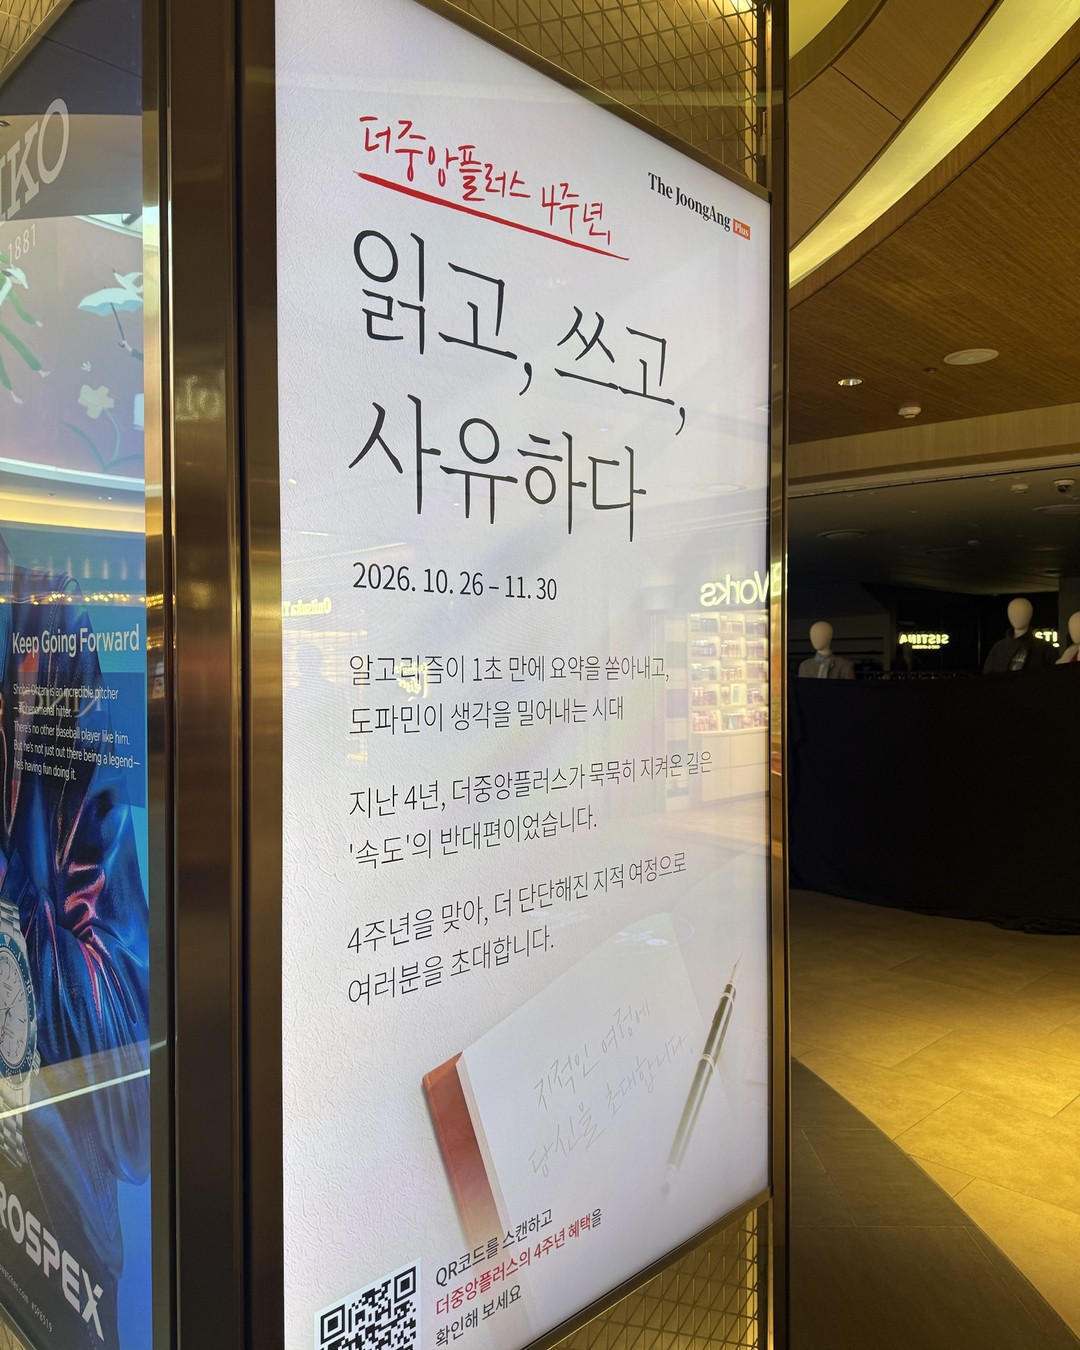 더중앙플러스 4주년,
The JoongAng Plus
읽고, 쓰고,
사유하다
2026. 10. 26 – 11. 30
알고리즘이 1초 만에 요약을 쏟아내고,
도파민이 생각을 밀어내는 시대
지난 4년, 더중앙플러스가 묵묵히 지켜온 길은
'속도'의 반대편이었습니다.
4주년을 맞아, 더 단단해진 지적 여정으로
여러분을 초대합니다.
지적인 여정에
당신을 초대합니다.
QR코드를 스캔하고
더중앙플러스의 4주년 혜택을
확인해 보세요
1881
Keep Going Forward
Shohei Ohtani is an incredible pitcher
—a phenomenal hitter.
There's no other baseball player like him.
But he's not just out there being a legend—
he's having fun doing it.
ROSPEX
Works
SISTINA